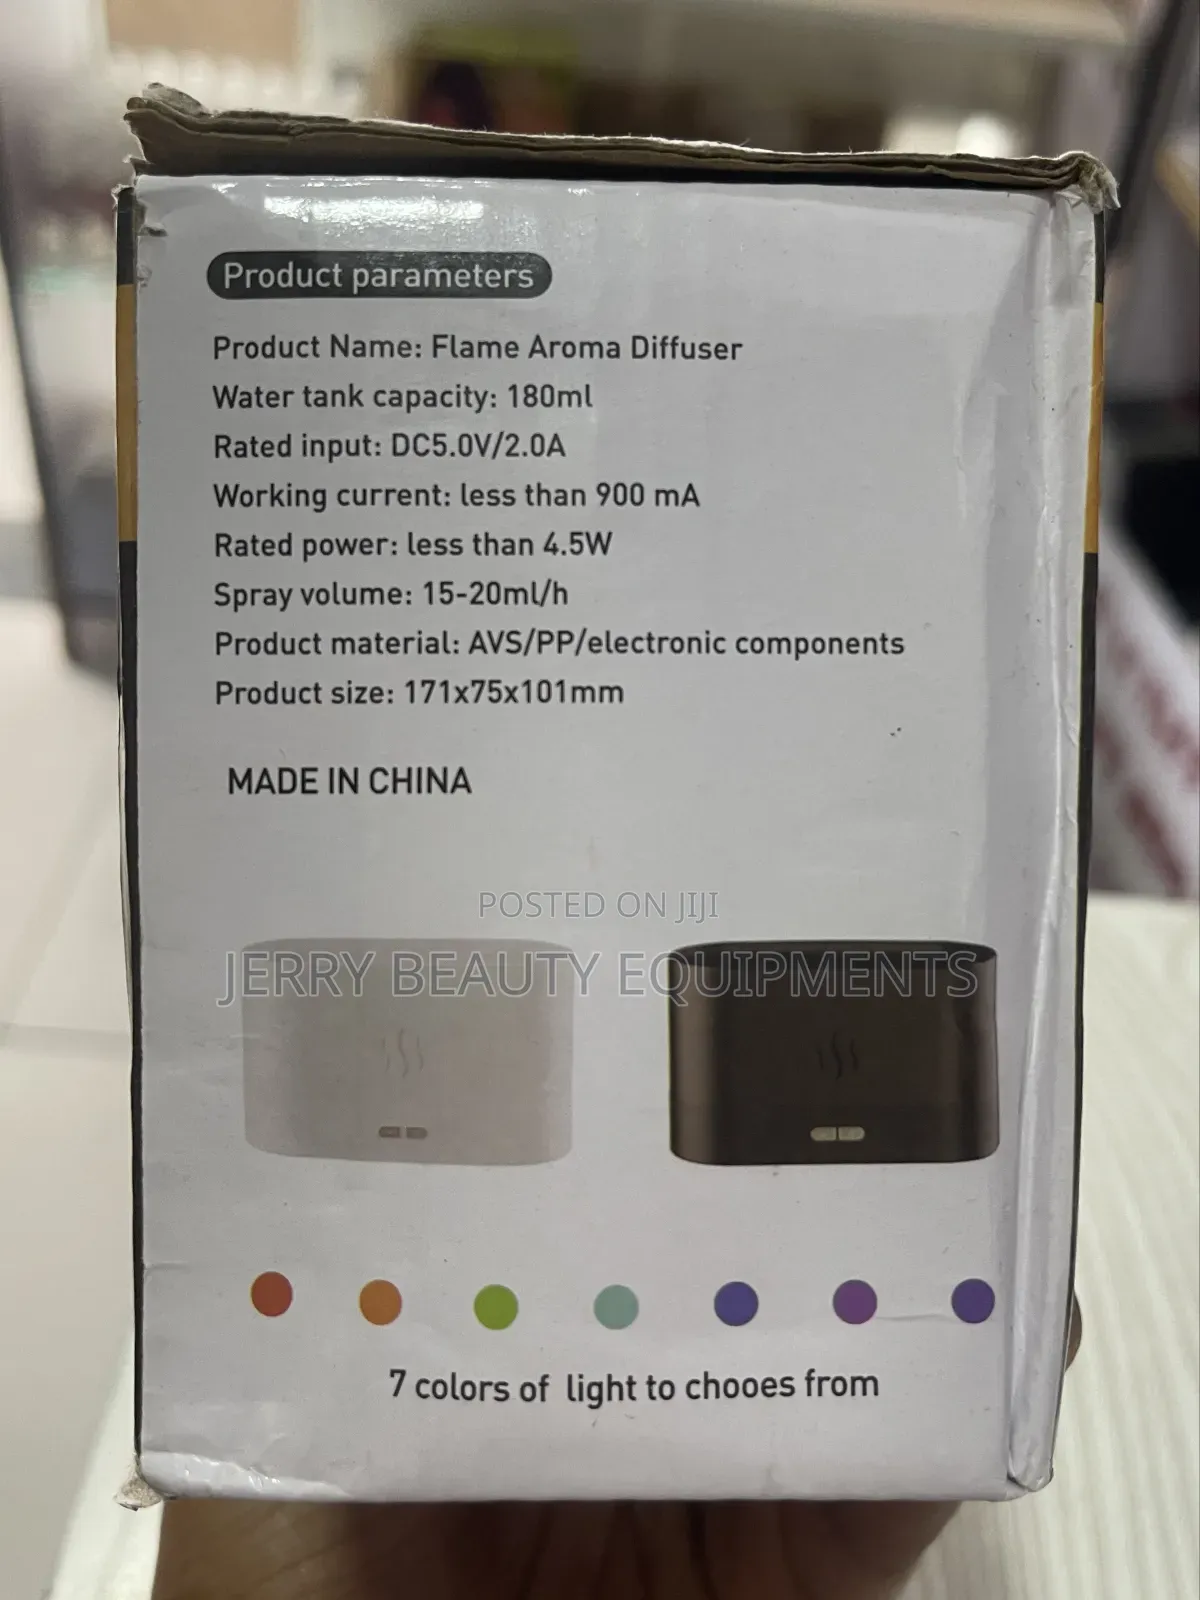 Product parameters
Product Name: Flame Aroma Diffuser
Water tank capacity: 180ml
Rated input: DC5.0V/2.0A
Working current: less than 900 mA
Rated power: less than 4.5W
Spray volume: 15-20ml/h
Product material: AVS/PP/electronic components
Product size: 171x75x101mm
MADE IN CHINA
POSTED ON JIJI
JERRY BEAUTY EQUIPMENTS
7 colors of light to chooes from